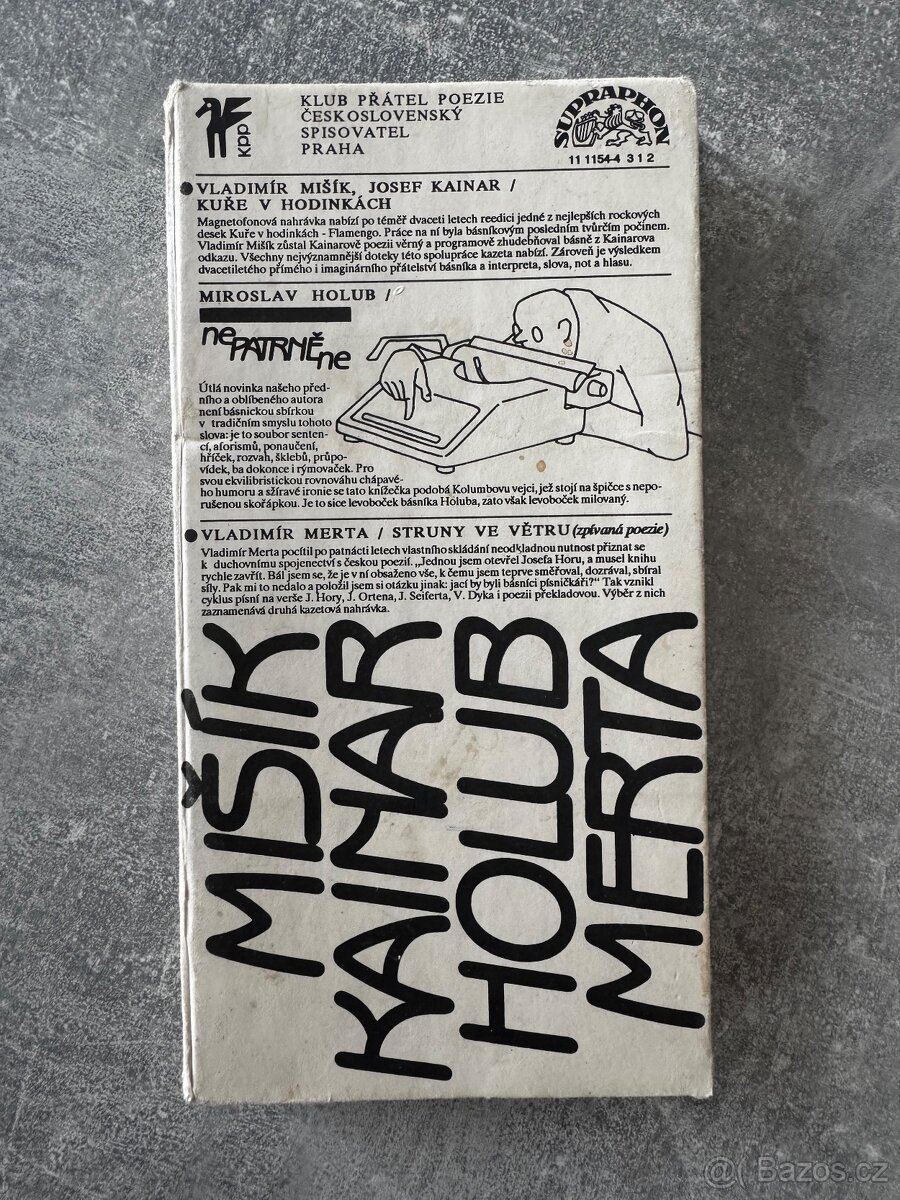 kpp
KLUB PŘÁTEL POEZIE
ČESKOSLOVENSKÝ
SPISOVATEL
PRAHA
SUPRAPHON
11 1154-4 3 1 2
VLADIMÍR MIŠÍK, JOSEF KAINAR /
KUŘE V HODINKÁCH
Magnetofonová nahrávka nabízí po téměř dvaceti letech reedici jedné z nejlepších rockových
desek Kuře v hodinkách - Flamengo. Práce na ní byla básníkovým posledním tvůrčím počinem.
Vladimír Mišík zůstal Kainarově poezii věrný a programově zhudebňoval básně z Kainarova
odkazu. Všechny nejvýznamnější doteky této spolupráce kazeta nabízí. Zároveň je výsledkem
dvacetiletého přímého i imaginárního přátelství básníka a interpreta, slova, not a hlasu.
MIROSLAV HOLUB /
nePATRNĚne
Útlá novinka našeho před-
ního a oblíbeného autora
není básnickou sbírkou
v tradičním smyslu tohoto
slova: je to soubor senten-
cí, aforismů, ponaučení,
hříček, rozvah, šklebů, průpo-
vídek, ba dokonce i rýmovaček. Pro
svou ekvilibristickou rovnováhu chápavé-
ho humoru a sžíravé ironie se tato knížečka podobá Kolumbovu vejci, jež stojí na špičce s nepo-
rušenou skořápkou. Je to sice levoboček básníka Holuba, zato však levoboček milovaný.
VLADIMÍR MERTA / STRUNY VE VĚTRU (zpívaná poezie)
Vladimír Merta pocítil po patnácti letech vlastního skládání neodkladnou nutnost přiznat se
k duchovnímu spojenectví s českou poezií. „Jednou jsem otevřel Josefa Horu, a musel knihu
rychle zavřít. Bál jsem se, že je v ní obsaženo vše, k čemu jsem teprve směřoval, dozrával, sbíral
síly. Pak mi to nedalo a položil jsem si otázku jinak: jací by byli básníci písničkáři?“ Tak vznikl
cyklus písní na verše J. Hory, J. Ortena, J. Seiferta, V. Dyka i poezii překladovou. Výběr z nich
zaznamenává druhá kazetová nahrávka.
MIŠÍK
KAINAR
HOLUB
MERTA
@( Bazos.cz